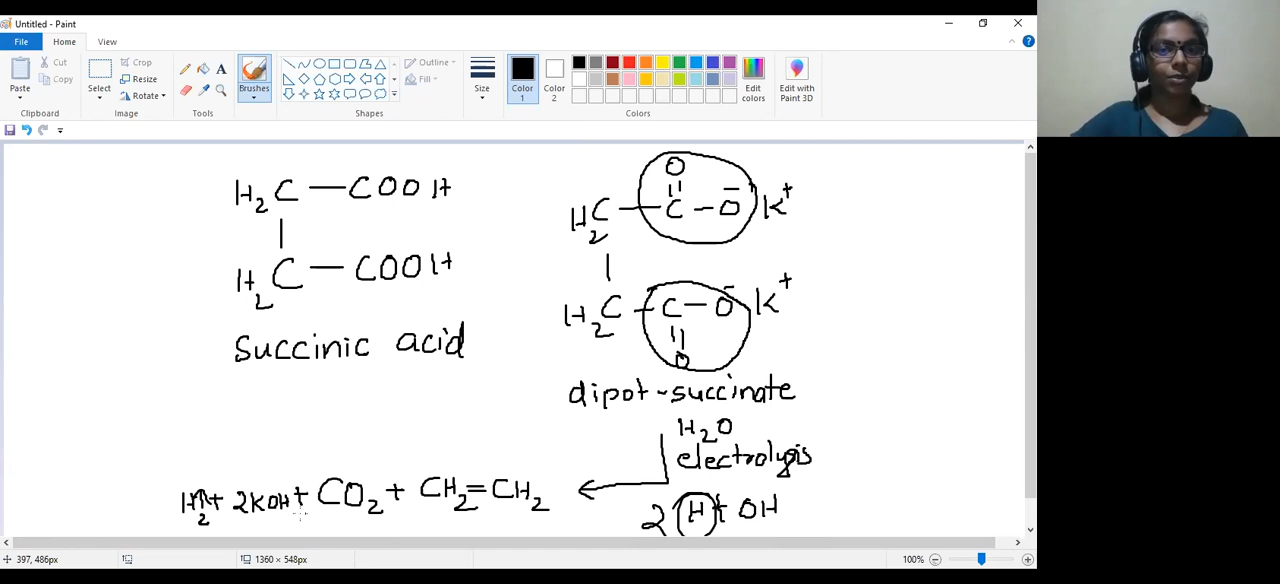 Untitled - Paint
File Home View
Paste
Cut
Copy
Clipboard
Select
Crop
Resize
Rotate
Image
Tools
Brushes
Outline
Fill
Shapes
Size
Color 1
Color 2
Edit colors
Colors
Edit with Paint 3D
H2C—COOH
|
H2C—COOH
Succinic acid
O
||
H2C—C—O⁻ K⁺
|
H2C—C—O⁻ K⁺
||
O
dipot-succinate
H2O
electrolysis
2 H + OH
H2↑+ 2KOH + CO2 + CH2=CH2
397, 486px
1360 × 548px
100%